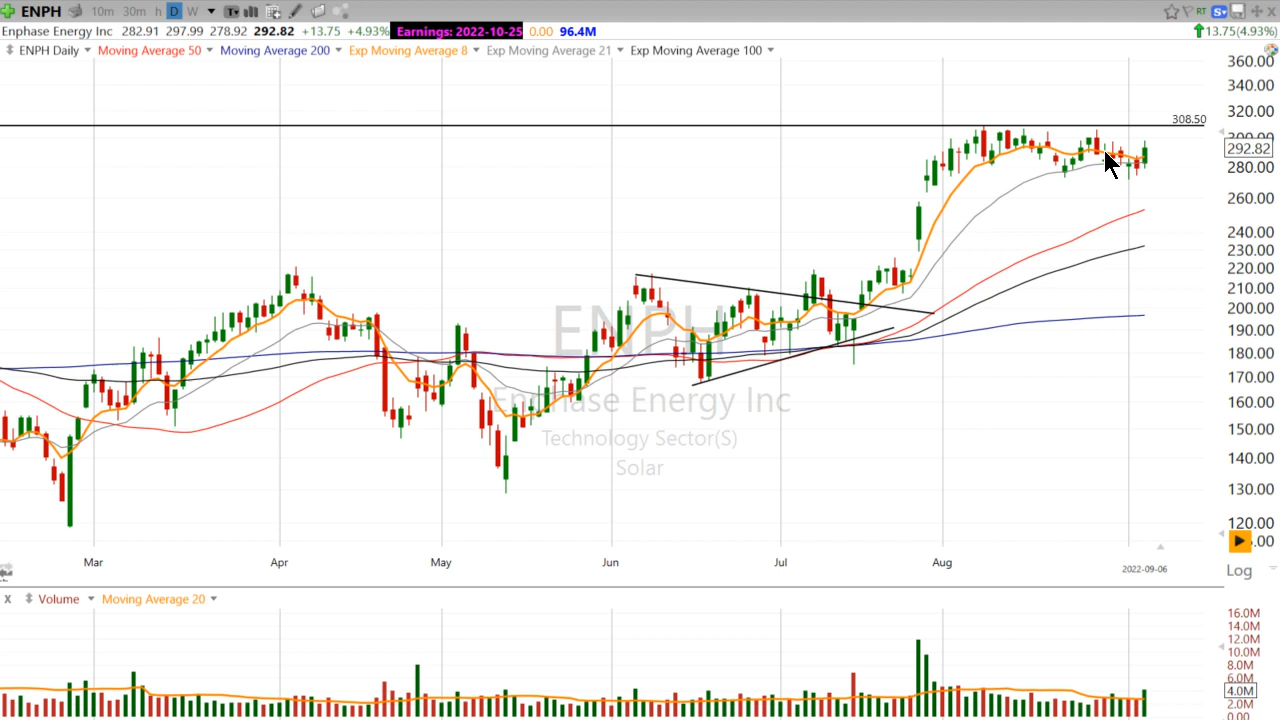 ENPH 10m 30m h D W T RT S
Enphase Energy Inc 282.91 297.99 278.92 292.82 +13.75 +4.93% Earnings: 2022-10-25 0.00 96.4M 13.75(4.93%)
ENPH Daily Moving Average 50 Moving Average 200 Exp Moving Average 8 Exp Moving Average 21 Exp Moving Average 100
360.00
340.00
320.00
308.50
300.00
292.82
280.00
260.00
240.00
230.00
220.00
210.00
200.00
190.00
180.00
170.00
160.00
150.00
140.00
130.00
120.00
ENPH
Enphase Energy Inc
Technology Sector(S)
Solar
Mar Apr May Jun Jul Aug 2022-09-06
Log
X Volume Moving Average 20
16.0M
14.0M
12.0M
10.0M
8.0M
6.0M
4.0M
2.0M
0.00